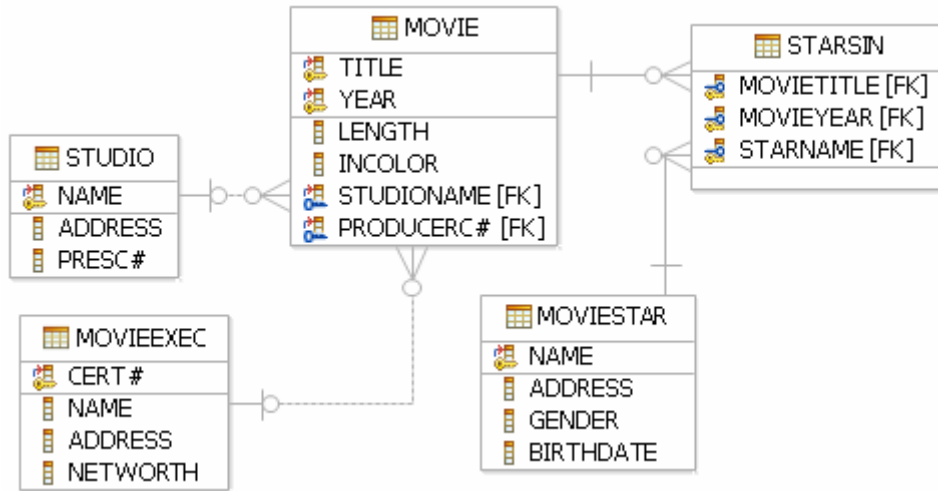 MOVIE
TITLE
YEAR
LENGTH
INCOLOR
STUDIONAME [FK]
PRODUCERC# [FK]
STARSIN
MOVIETITLE [FK]
MOVIEYEAR [FK]
STARNAME [FK]
STUDIO
NAME
ADDRESS
PRESC#
MOVIEEXEC
CERT#
NAME
ADDRESS
NETWORTH
MOVIESTAR
NAME
ADDRESS
GENDER
BIRTHDATE